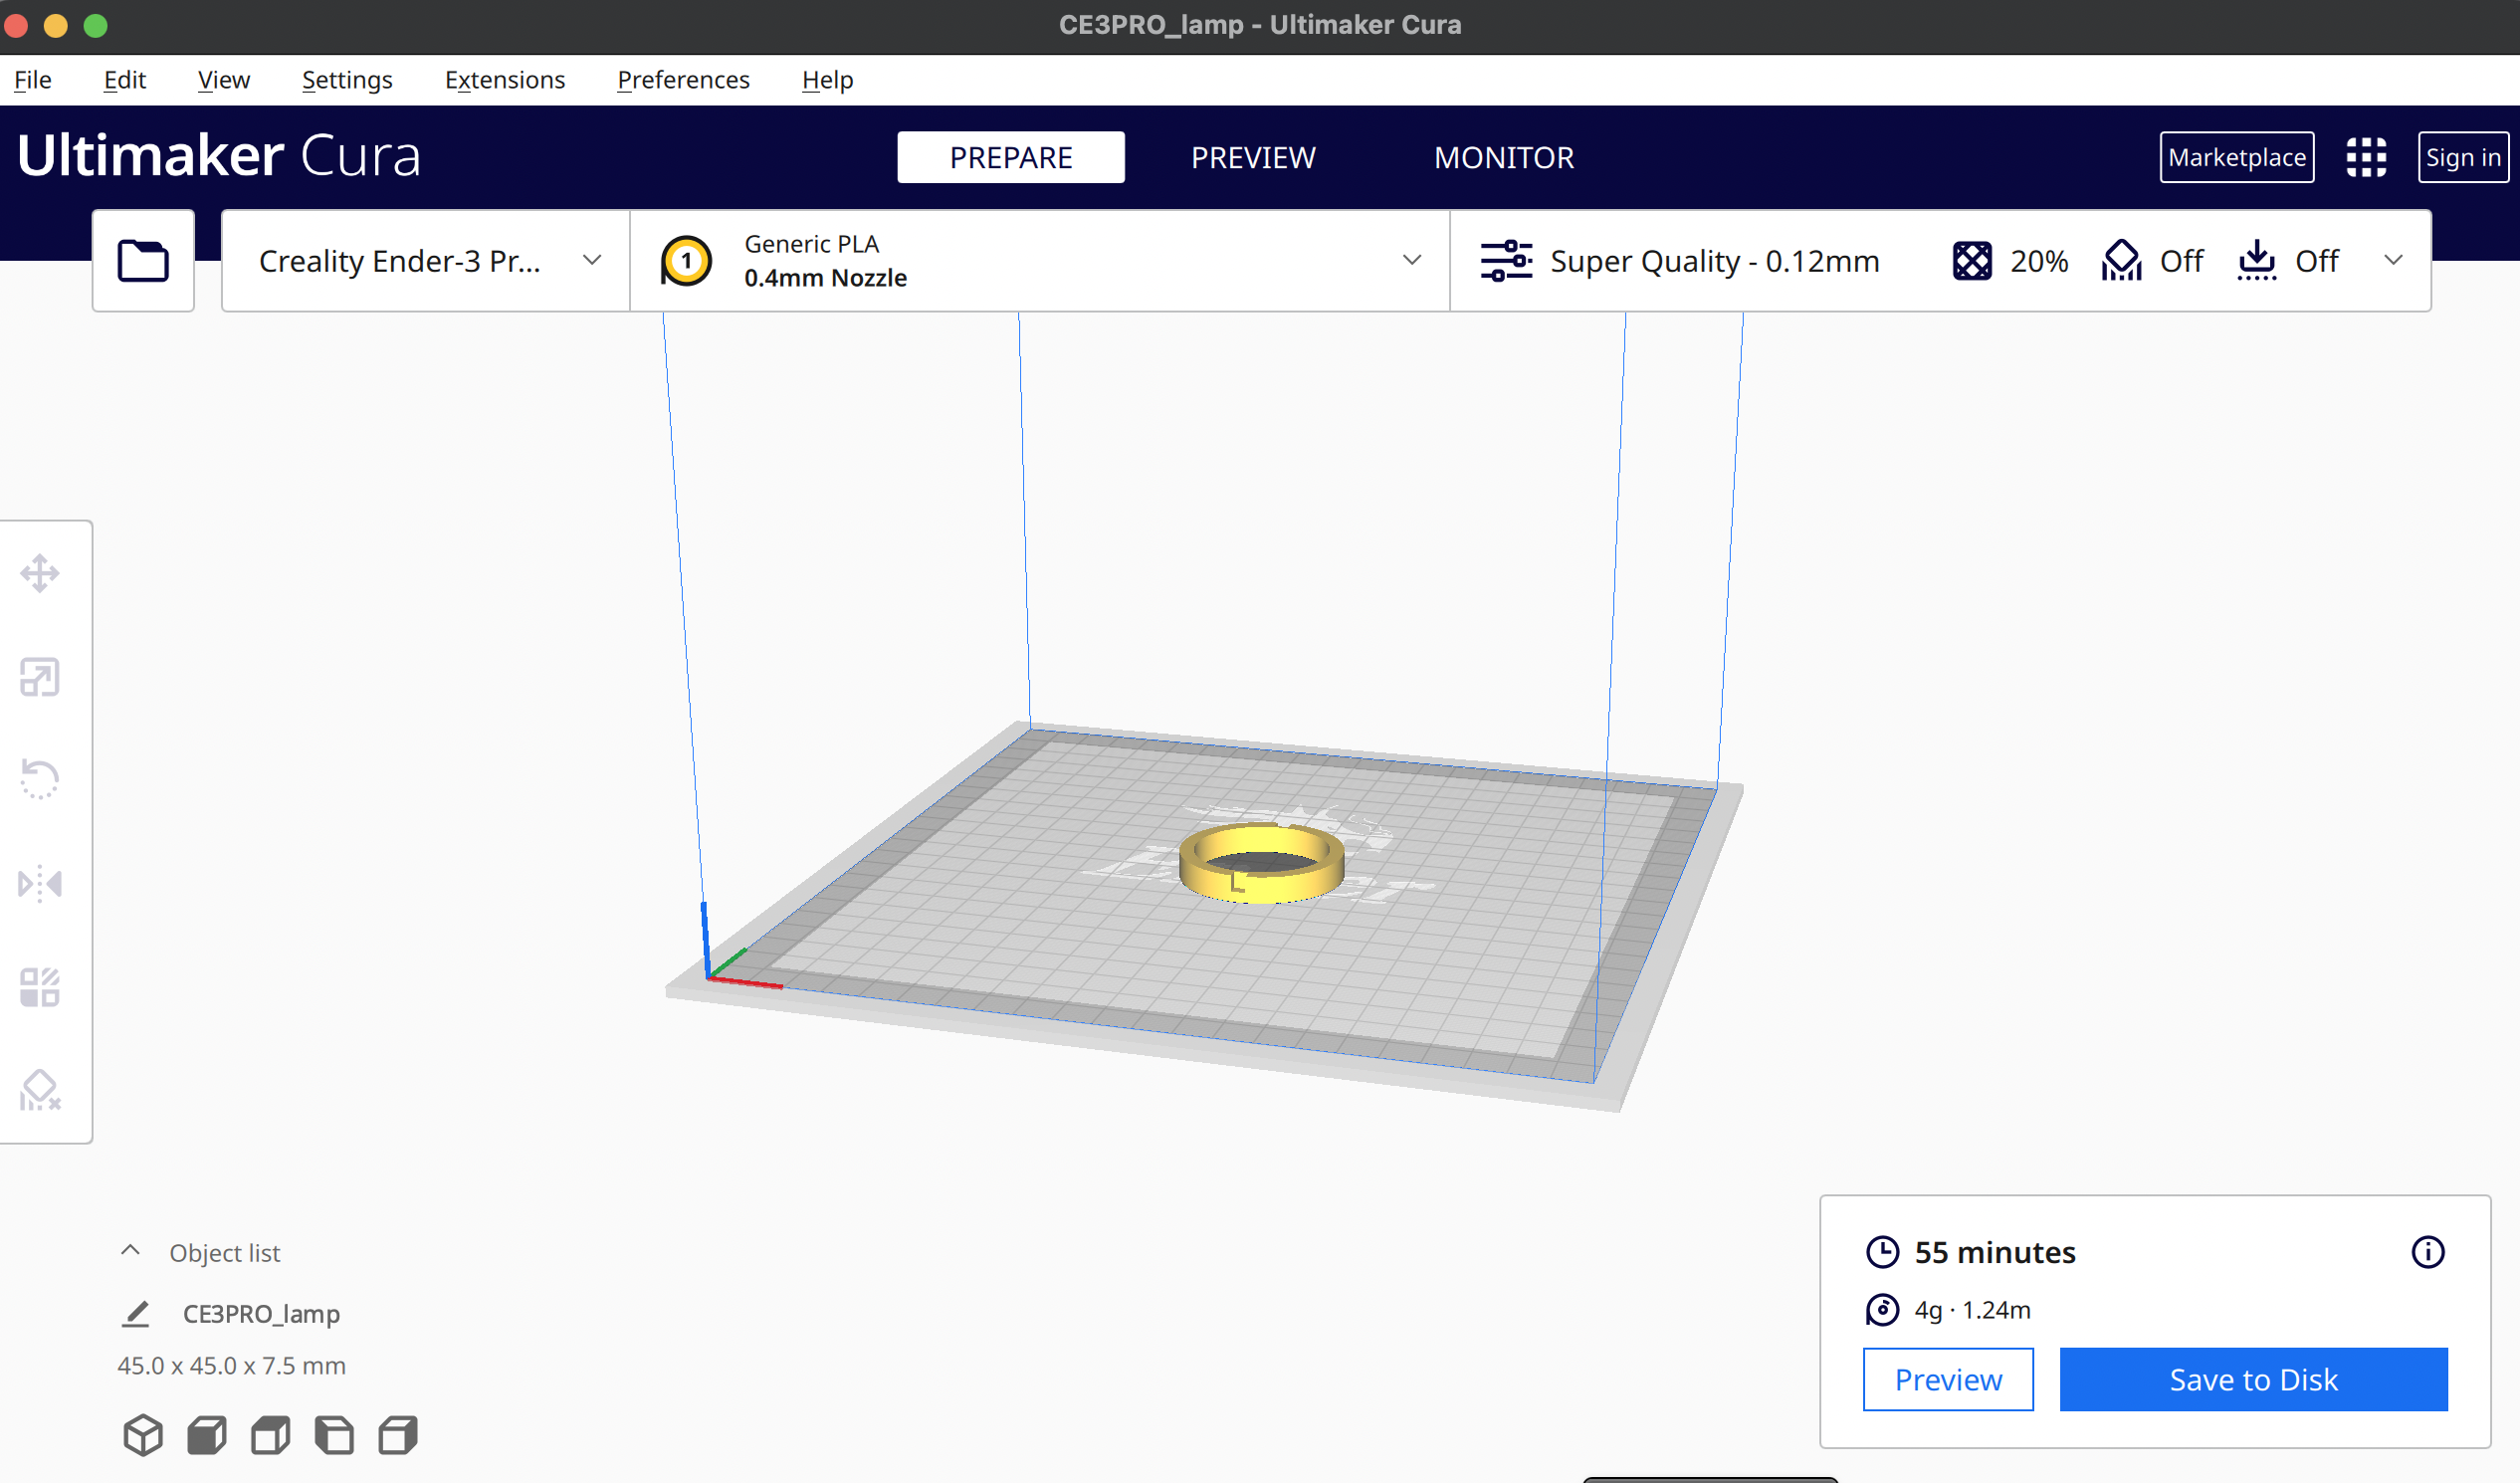 CE3PRO_lamp - Ultimaker Cura
File Edit View Settings Extensions Preferences Help
Ultimaker Cura
PREPARE PREVIEW MONITOR
Marketplace
Sign in
Creality Ender-3 Pr...
1
Generic PLA
0.4mm Nozzle
Super Quality - 0.12mm
20%
Off
Off
Object list
CE3PRO_lamp
45.0 x 45.0 x 7.5 mm
55 minutes
4g · 1.24m
Preview
Save to Disk